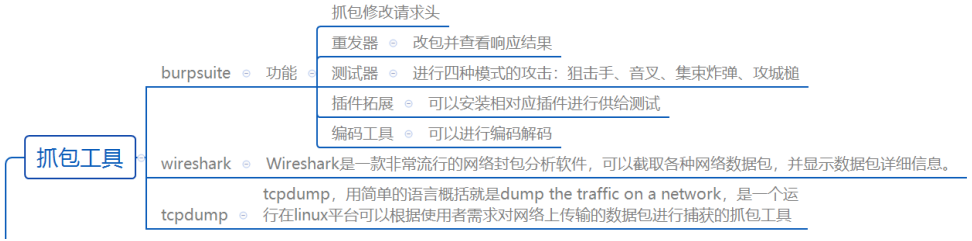 抓包修改请求头
重发器 改包并查看响应结果
burpsuite 功能 测试器 进行四种模式的攻击：狙击手、音叉、集束炸弹、攻城槌
插件拓展 可以安装相对应插件进行供给测试
编码工具 可以进行编码解码
抓包工具
wireshark Wireshark是一款非常流行的网络封包分析软件，可以截取各种网络数据包，并显示数据包详细信息。
tcpdump，用简单的语言概括就是dump the traffic on a network，是一个运
tcpdump 行在linux平台可以根据使用者需求对网络上传输的数据包进行捕获的抓包工具